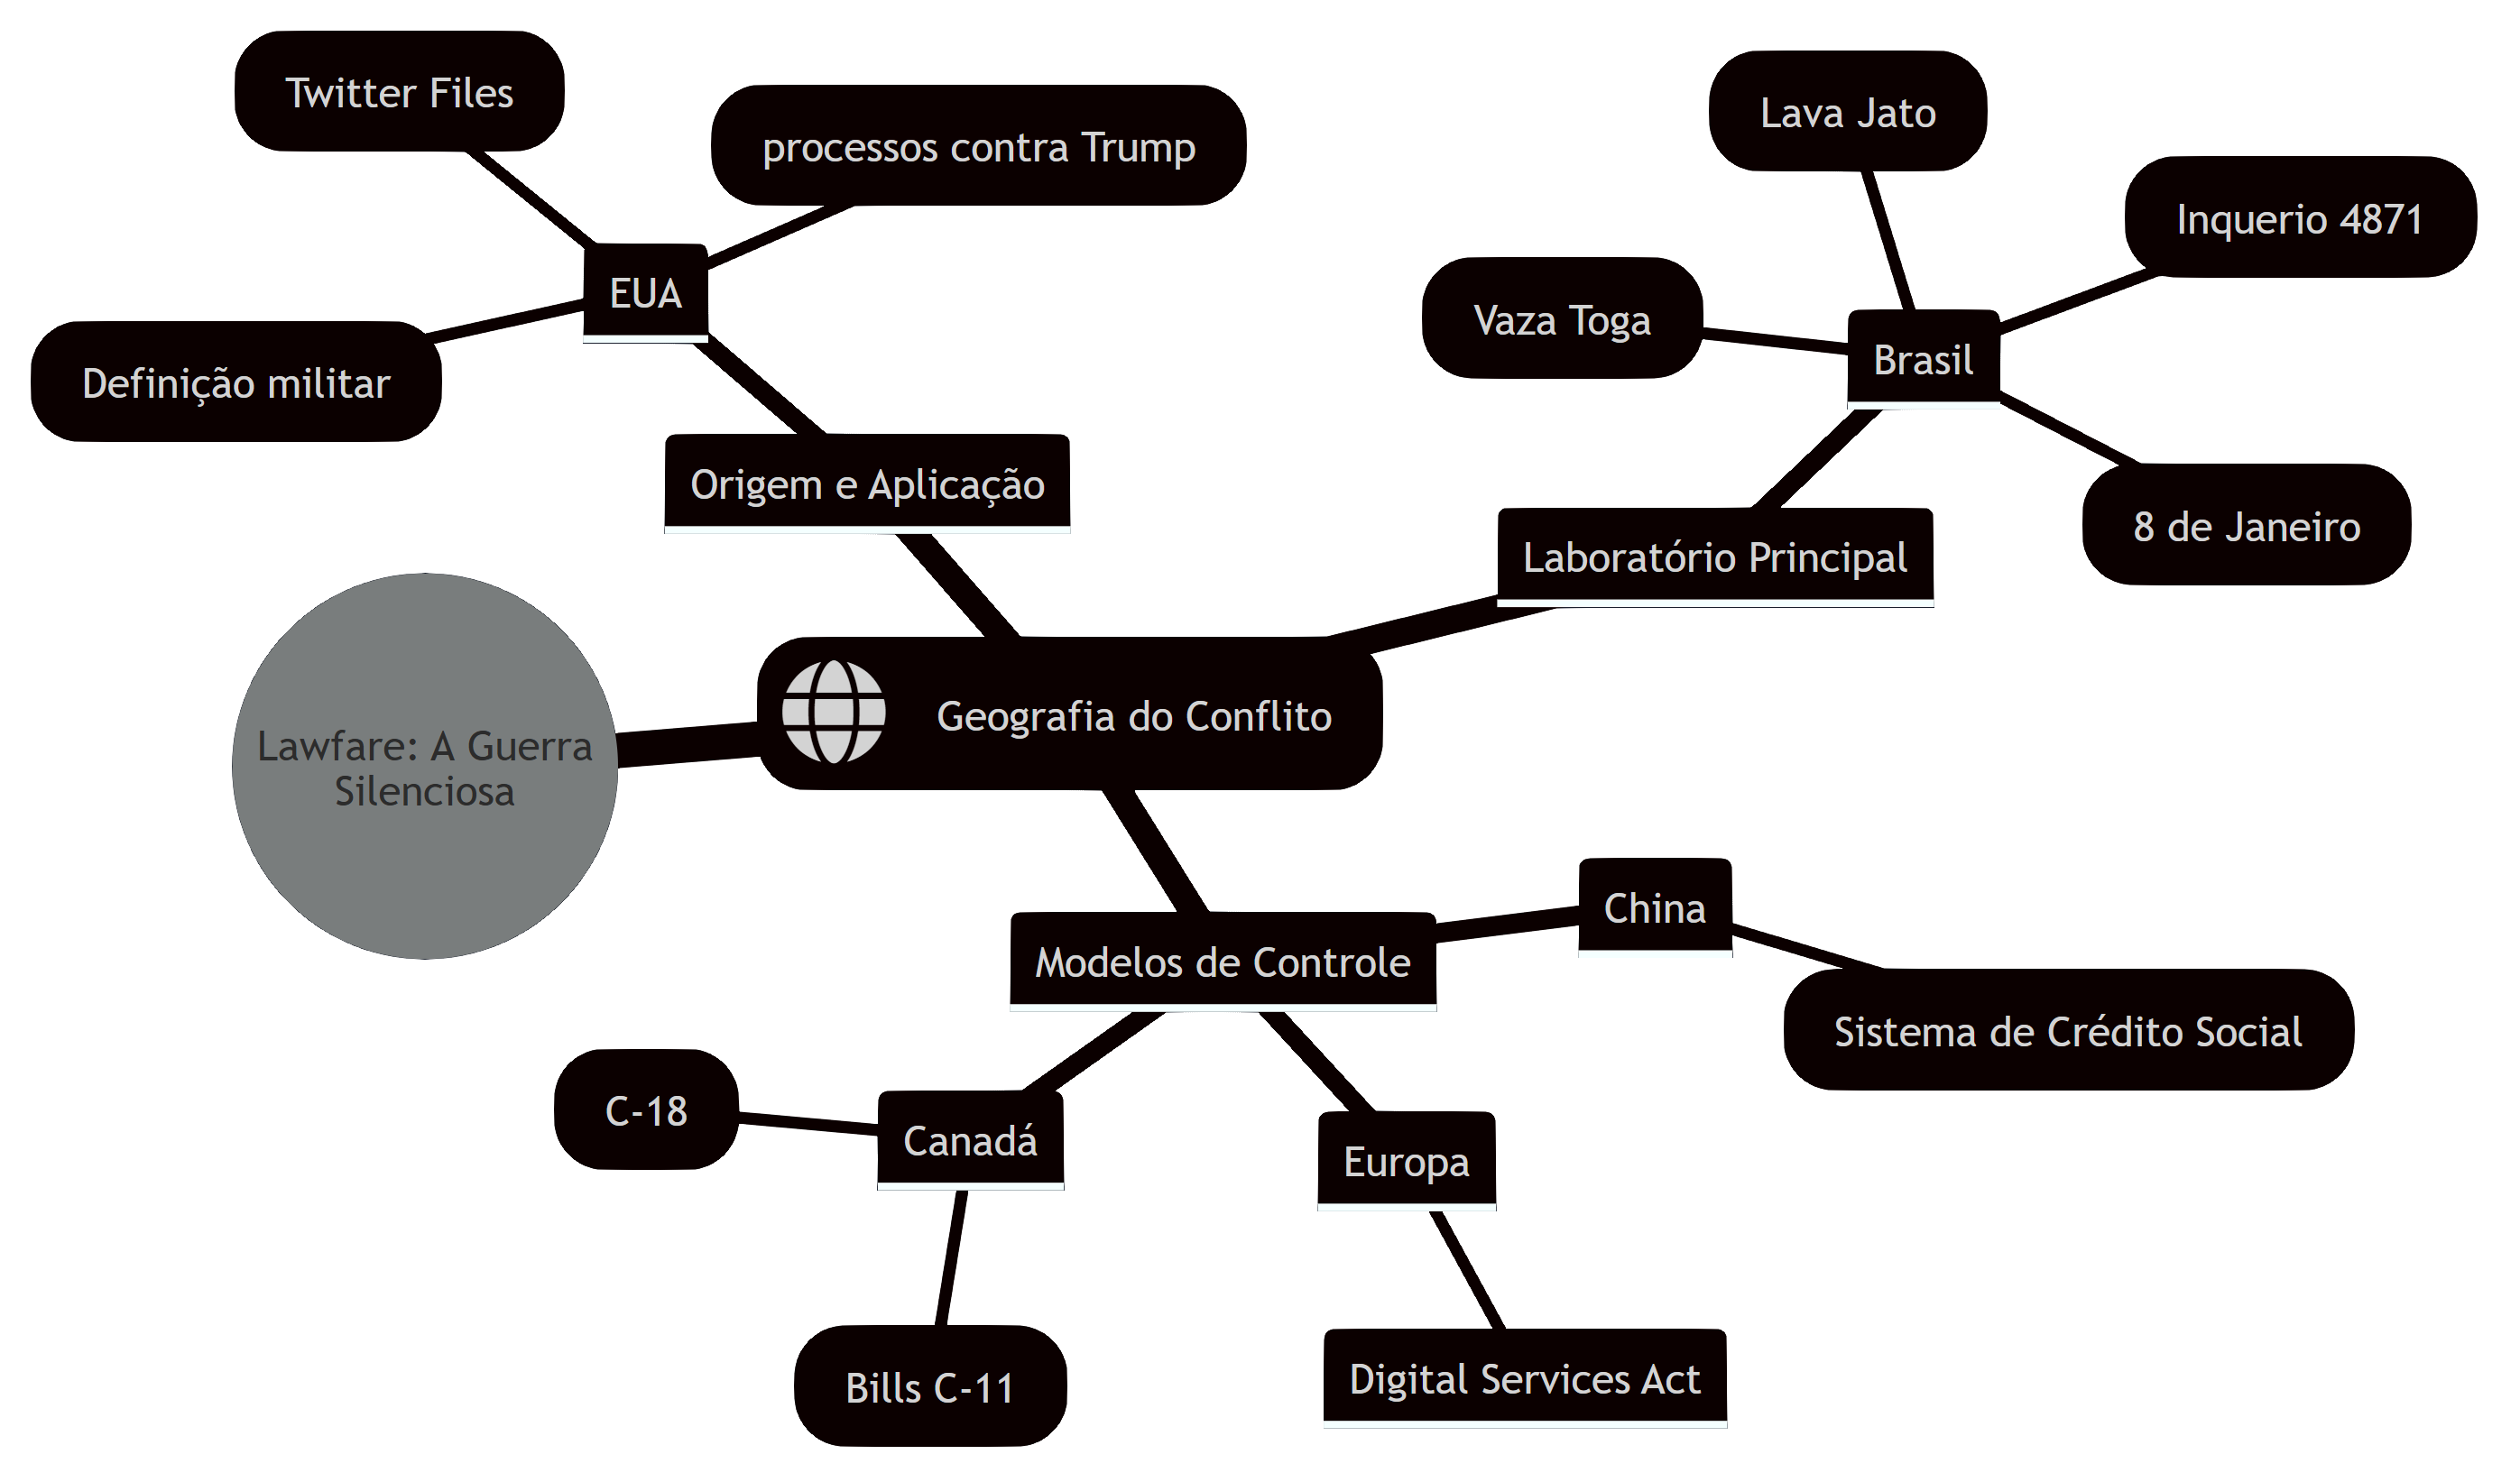 Twitter Files
processos contra Trump
EUA
Definição militar
Origem e Aplicação
Lava Jato
Inquerio 4871
Vaza Toga
Brasil
8 de Janeiro
Laboratório Principal
Geografia do Conflito
Lawfare: A Guerra
Silenciosa
Modelos de Controle
China
Sistema de Crédito Social
C-18
Canadá
Bills C-11
Europa
Digital Services Act